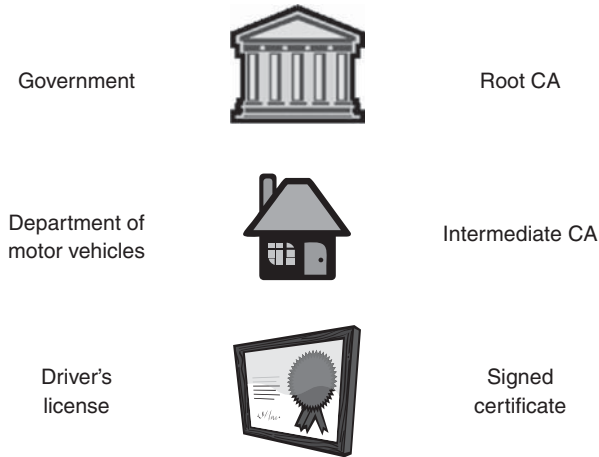 Government
Root CA
Department of
motor vehicles
Intermediate CA
Driver's
license
Signed
certificate